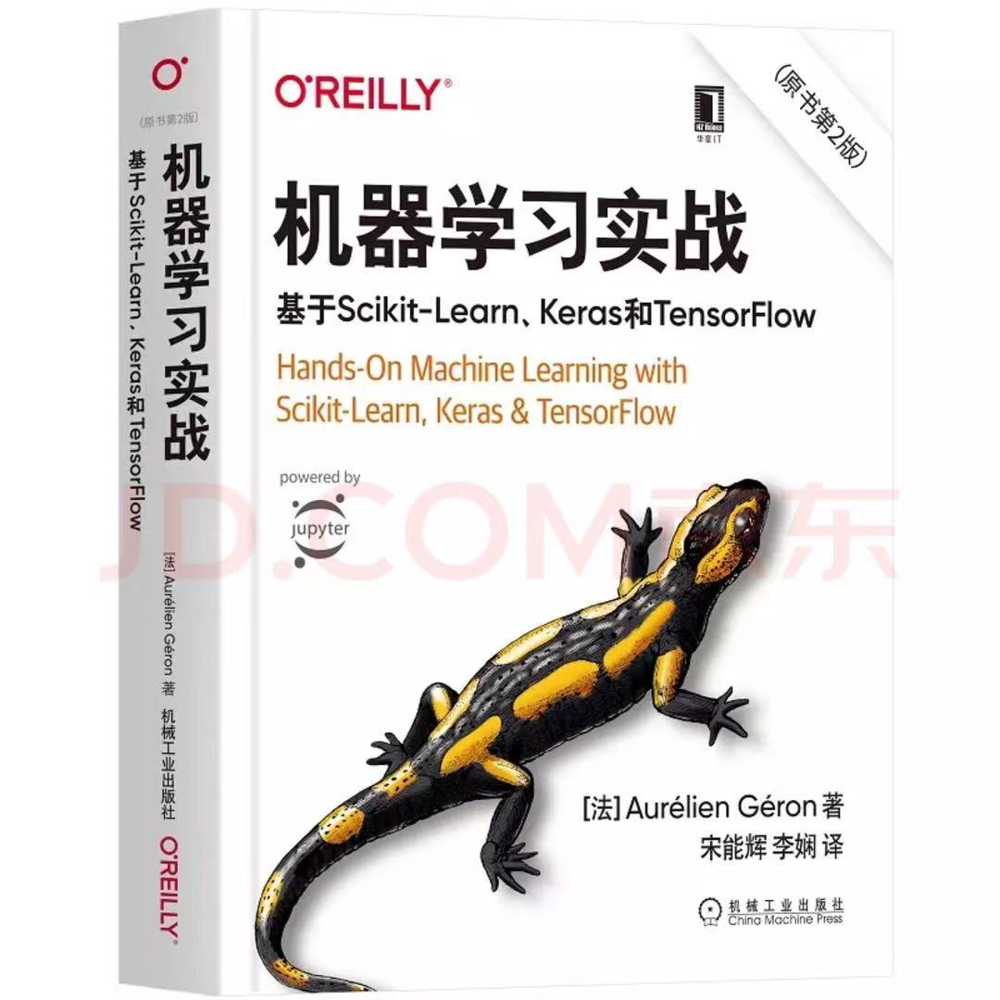 (原书第2版)
机器学习实战
基于Scikit-Learn、Keras和TensorFlow
[法]Aurélien Géron 著
机械工业出版社
O'REILLY
O'REILLY®
HZ Books
华章IT
(原书第2版)
机器学习实战
基于Scikit-Learn、Keras和TensorFlow
Hands-On Machine Learning with
Scikit-Learn, Keras & TensorFlow
powered by
jupyter
JD.COM京东
[法]Aurélien Géron 著
宋能辉 李娴 译
机械工业出版社
China Machine Press